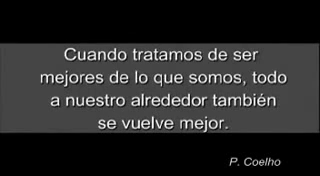 Cuando tratamos de ser
mejores de lo que somos, todo
a nuestro alrededor también
se vuelve mejor.
P. Coelho